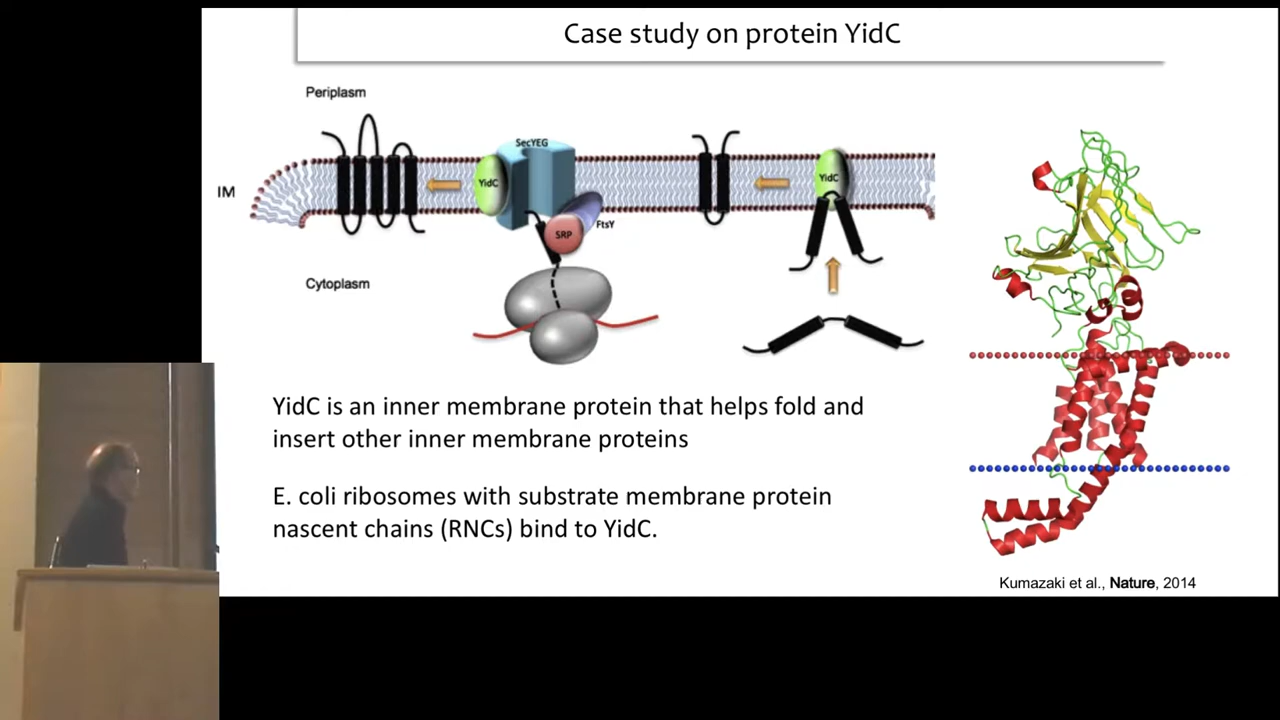 Case study on protein YidC
Periplasm
SecYEG
YidC
YidC
IM
FtsY
SRP
Cytoplasm
YidC is an inner membrane protein that helps fold and
insert other inner membrane proteins
E. coli ribosomes with substrate membrane protein
nascent chains (RNCs) bind to YidC.
Kumazaki et al., Nature, 2014